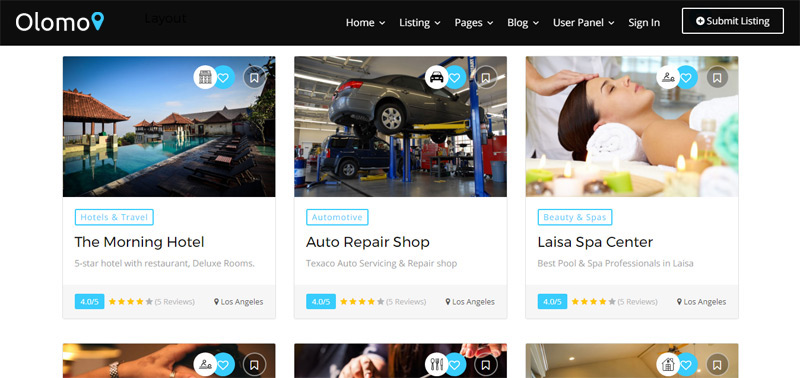 Olomo Layout Home Listing Pages Blog User Panel Sign In Submit Listing
Hotels & Travel
The Morning Hotel
5-star hotel with restaurant, Deluxe Rooms.
4.0/5 (5 Reviews) Los Angeles
Automotive
Auto Repair Shop
Texaco Auto Servicing & Repair shop
4.0/5 (5 Reviews) Los Angeles
Beauty & Spas
Laisa Spa Center
Best Pool & Spa Professionals in Laisa
4.0/5 (5 Reviews) Los Angeles